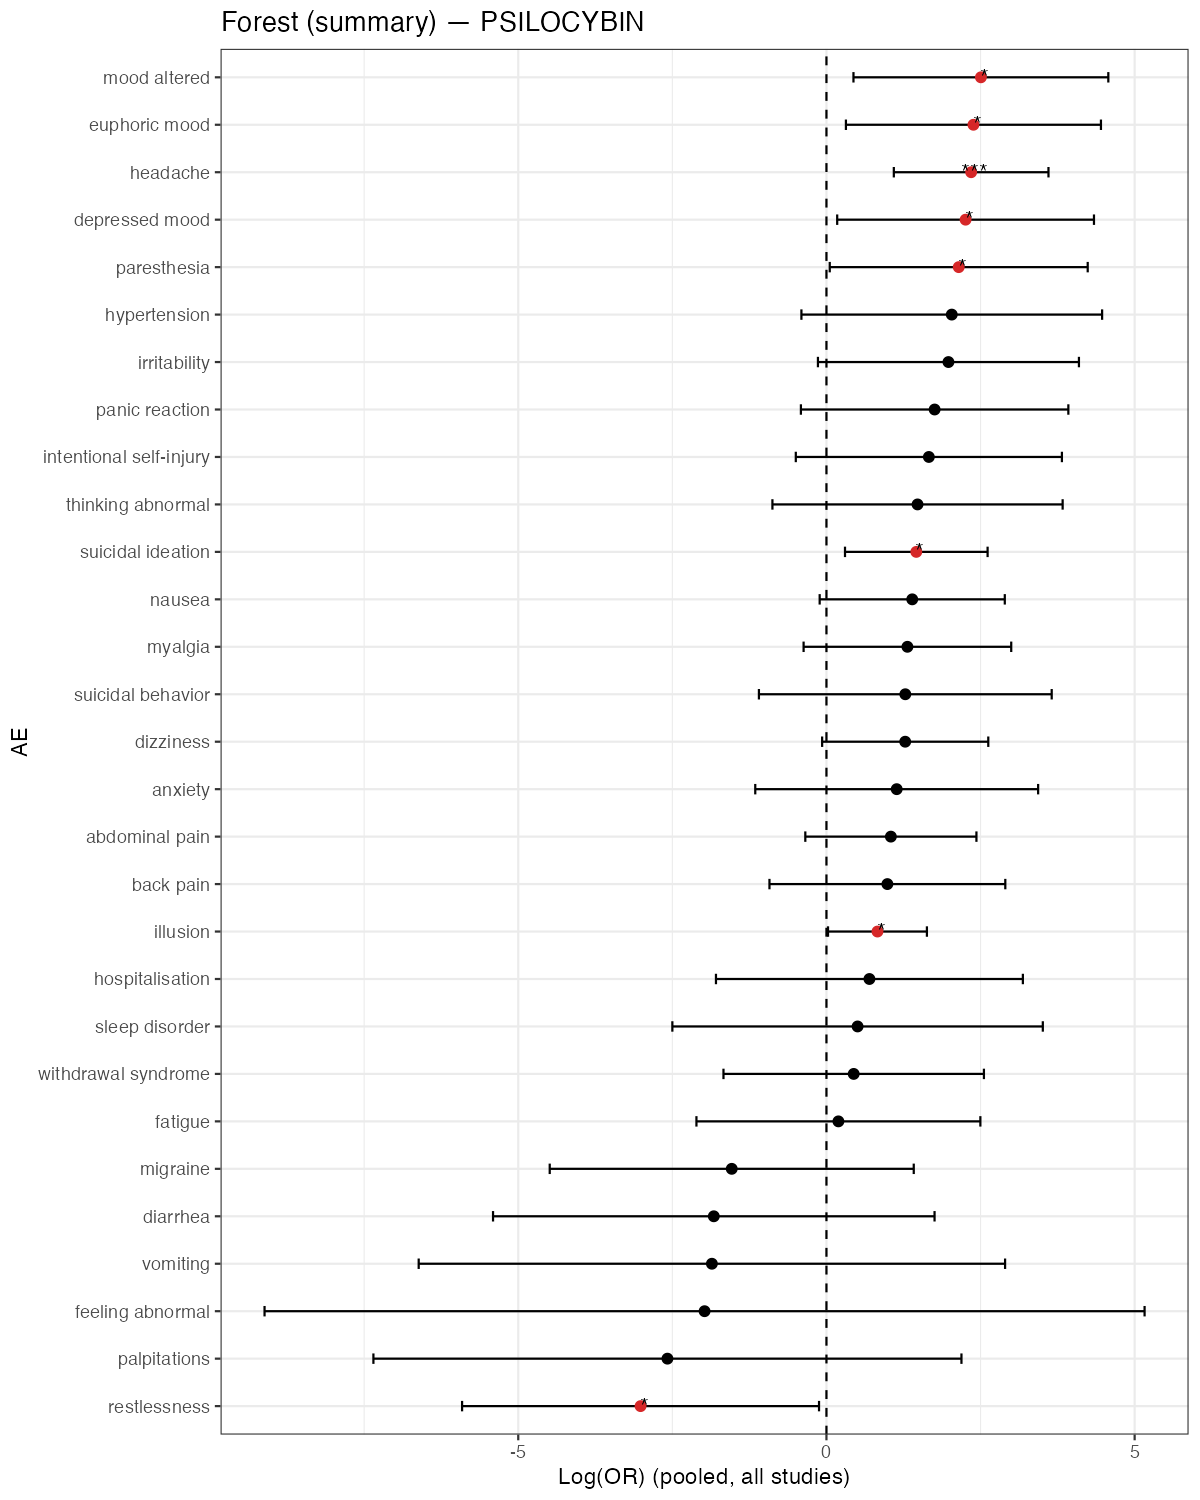 Forest (summary) — PSILOCYBIN
mood altered *
euphoric mood *
headache ***
depressed mood *
paresthesia *
hypertension
irritability
panic reaction
intentional self-injury
thinking abnormal
suicidal ideation *
nausea
myalgia
suicidal behavior
dizziness
anxiety
abdominal pain
back pain
illusion *
hospitalisation
sleep disorder
withdrawal syndrome
fatigue
migraine
diarrhea
vomiting
feeling abnormal
palpitations
restlessness *
AE
-5 0 5
Log(OR) (pooled, all studies)